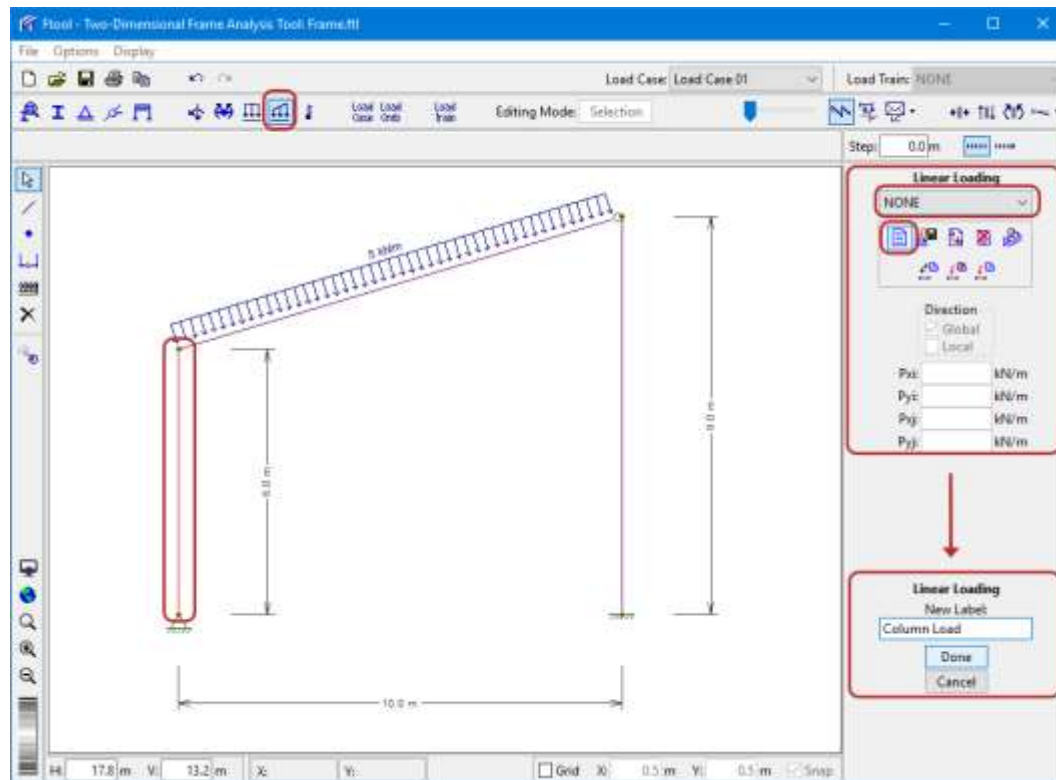 Ftool - Two-Dimensional Frame Analysis Tool: Frame.ftl
File Options Display
Load Case: Load Case 01 Load Train: NONE
Load Case Load Grids Load Train Editing Mode: Selection
Step: 0.0 m
Linear Loading
NONE
5 kN/m
Direction
Global
Local
Pxi: kN/m
Pyi: kN/m
Pxj: kN/m
Pyj: kN/m
6.0 m
9.0 m
Linear Loading
New Label:
Column Load
Done
Cancel
10.0 m
H: 17.8 m V: 13.2 m X: Y: Grid X: 0.5 m Y: 0.5 m Snap